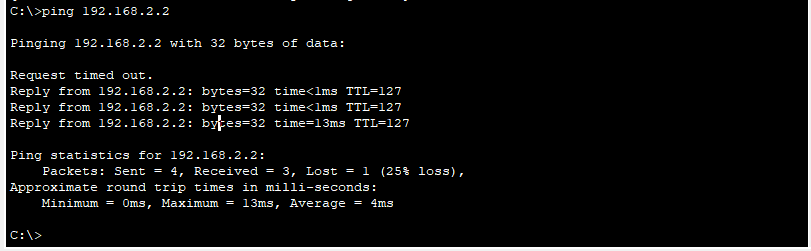 C:\>ping 192.168.2.2
Pinging 192.168.2.2 with 32 bytes of data:
Request timed out.
Reply from 192.168.2.2: bytes=32 time<1ms TTL=127
Reply from 192.168.2.2: bytes=32 time<1ms TTL=127
Reply from 192.168.2.2: bytes=32 time=13ms TTL=127
Ping statistics for 192.168.2.2:
Packets: Sent = 4, Received = 3, Lost = 1 (25% loss),
Approximate round trip times in milli-seconds:
Minimum = 0ms, Maximum = 13ms, Average = 4ms
C:\>